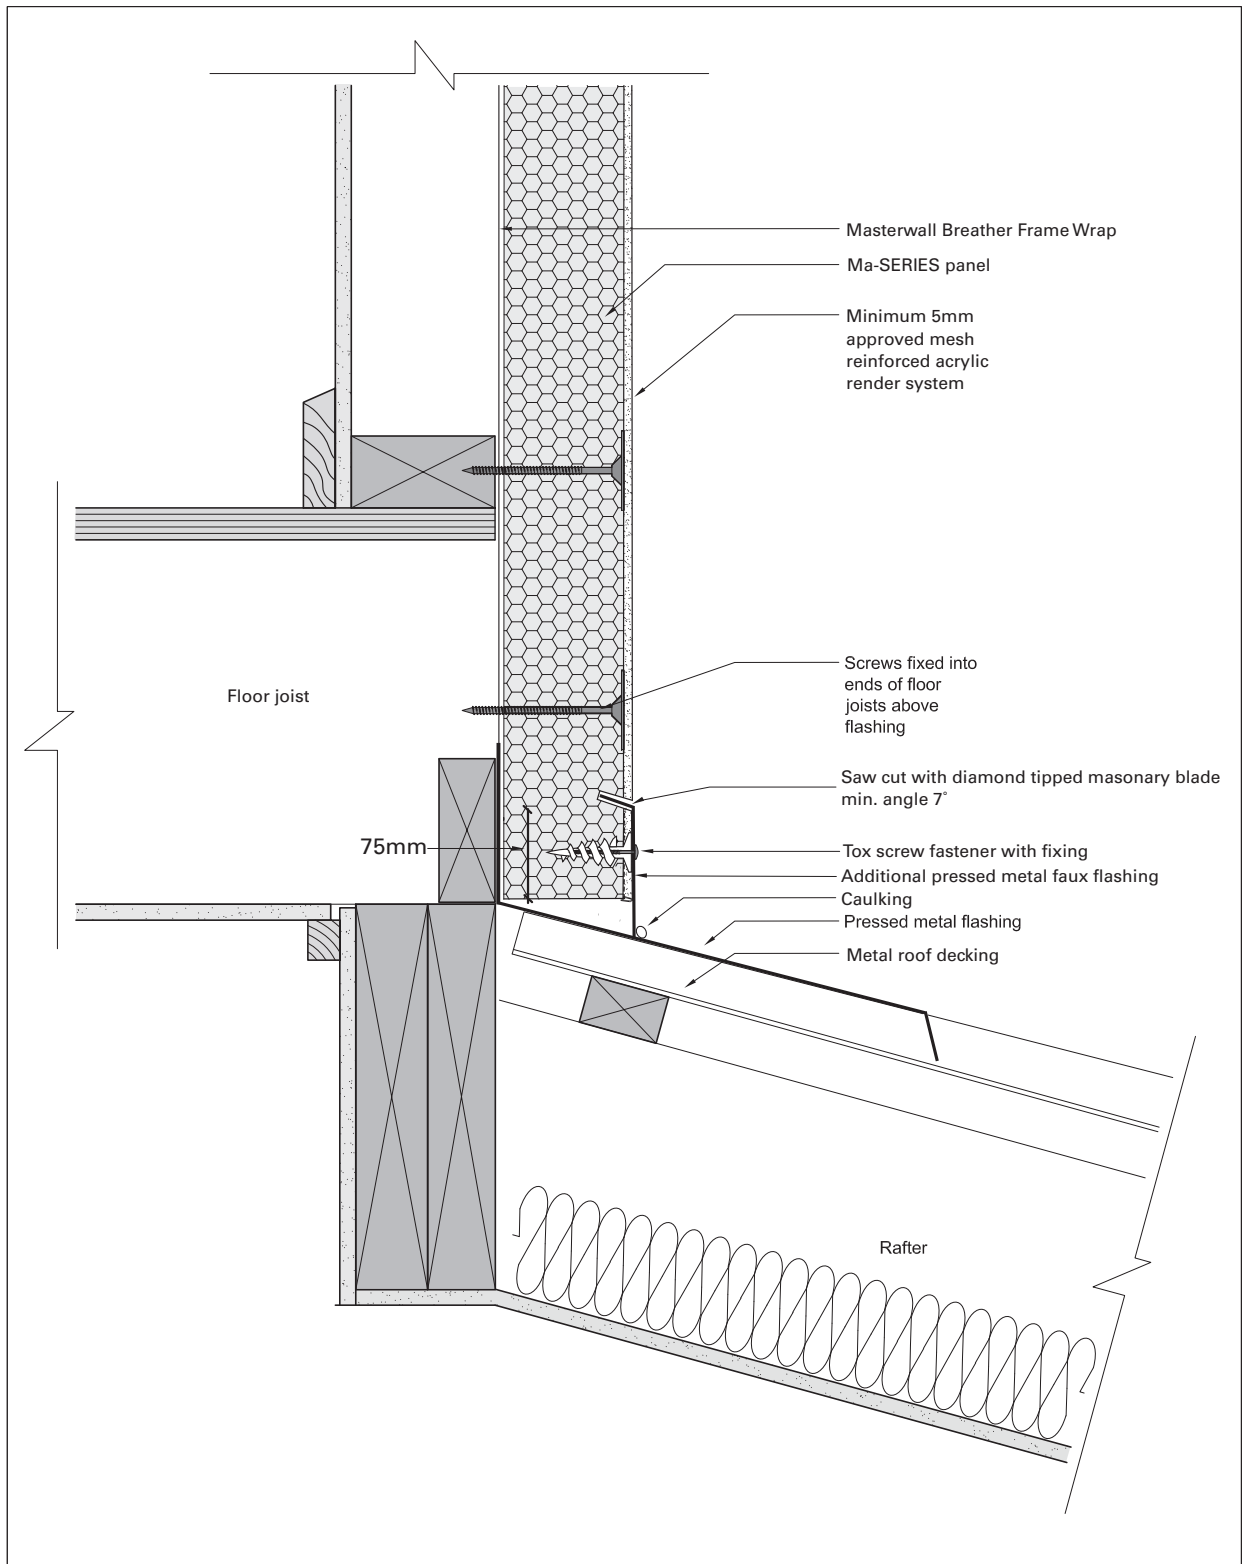 Masterwall Breather Frame Wrap
Ma-SERIES panel
Minimum 5mm
approved mesh
reinforced acrylic
render system
Screws fixed into
ends of floor
joists above
flashing
Floor joist
Saw cut with diamond tipped masonary blade
min. angle 7°
75mm
Tox screw fastener with fixing
Additional pressed metal faux flashing
Caulking
Pressed metal flashing
Metal roof decking
Rafter